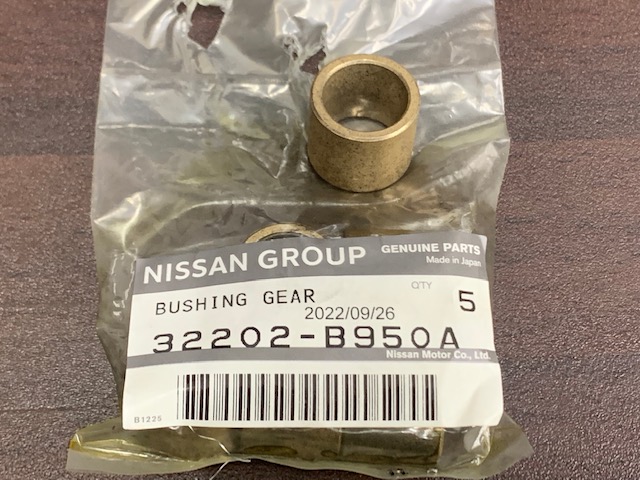 NISSAN GROUP
GENUINE PARTS
Made in Japan
BUSHING GEAR
Q'TY 5
2022/09/26
32202-B950A
Nissan Motor Co., Ltd.
B1225